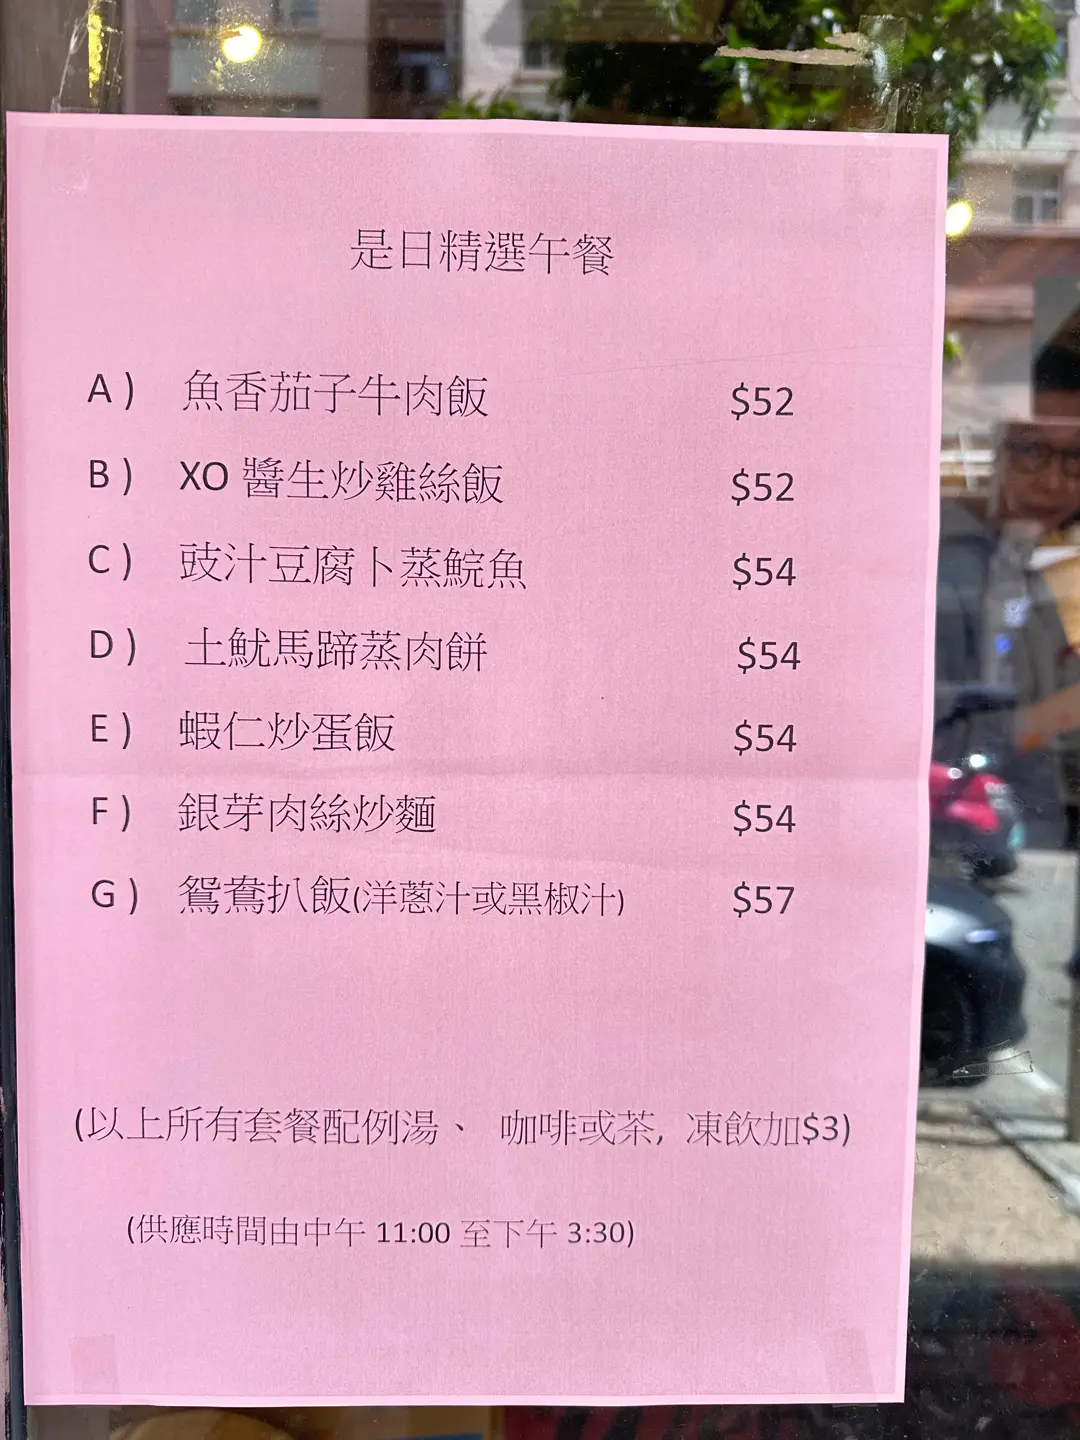 是日精選午餐
A) 魚香茄子牛肉飯 $52
B) XO 醬生炒雞絲飯 $52
C) 豉汁豆腐卜蒸鯇魚 $54
D) 土魷馬蹄蒸肉餅 $54
E) 蝦仁炒蛋飯 $54
F) 銀芽肉絲炒麵 $54
G) 鴛鴦扒飯(洋蔥汁或黑椒汁) $57
(以上所有套餐配例湯、 咖啡或茶, 凍飲加$3)
(供應時間由中午 11:00 至下午 3:30)